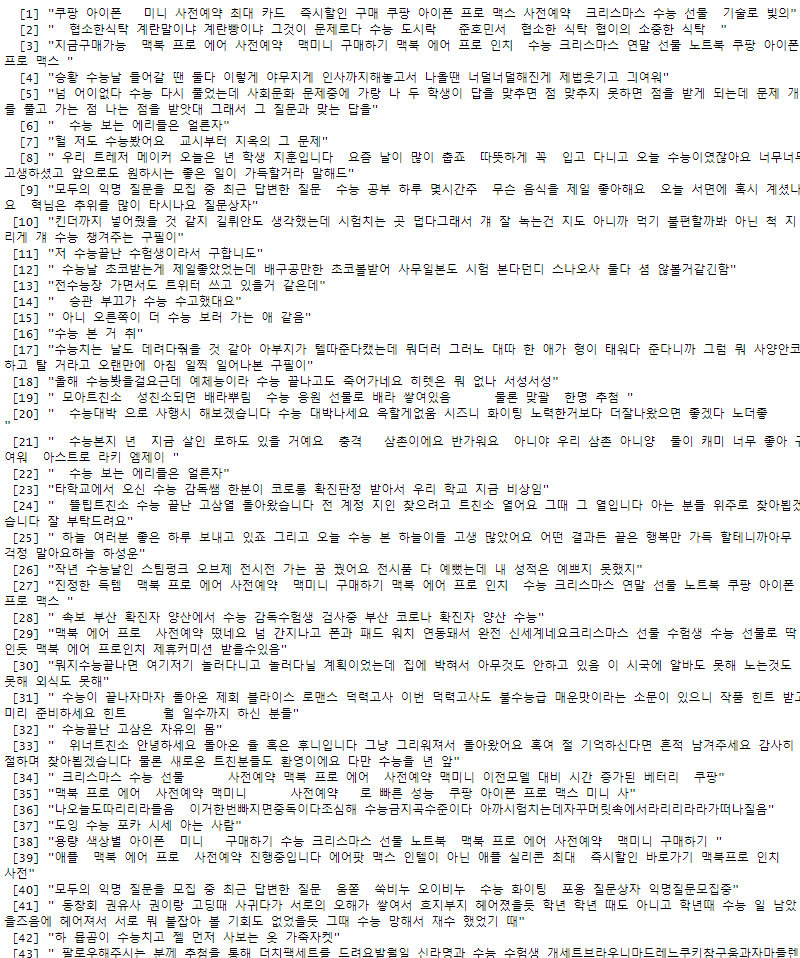 [1] "쿠팡 아이폰   미니 사전예약 최대 카드  즉시할인 구매 쿠팡 아이폰 프로 맥스 사전예약  크리스마스 수능 선물  기술로 빛의"
[2] "  협소한식탁 계란말이냐 계란빵이냐 그것이 문제로다 수능 도시락   준호민서  협소한 식탁 협이의 소중한 식탁  "
[3] "지금구매가능  맥북 프로 에어 사전예약  맥미니 구매하기 맥북 에어 프로 인치  수능 크리스마스 연말 선물 노트북 쿠팡 아이폰
프로 맥스 "
[4] "승황 수능날 들어갈 땐 둘다 이렇게 야무지게 인사까지해놓고서 나올땐 너덜너덜해진게 제법웃기고 긔여워"
[5] "넘 어이없다 수능 다시 풀었는데 사회문화 문제중에 가량 나 두 학생이 답을 맞추면 점 맞추지 못하면 점을 받게 되는데 문제 개
을 풀고 가는 점 나는 점을 받았대 그래서 그 질문과 맞는 답을"
[6] "  수능 보는 에리들은 얼른자"
[7] "헐 저도 수능봤어요  교시부터 지옥의 그 문제"
[8] " 우리 트레저 메이커 오늘은 년 학생 지훈입니다  요즘 날이 많이 춥죠  따뜻하게 꼭  입고 다니고 오늘 수능이였잖아요 너무너무
고생하셨고 앞으로도 원하시는 좋은 일이 가득할거라 말해드"
[9] "모두의 익명 질문을 모집 중 최근 답변한 질문  수능 공부 하루 몇시간주  무슨 음식을 제일 좋아해요  오늘 서면에 혹시 계셨나
요  혁님은 추위를 많이 타시나요 질문상자"
[10] "킨더까지 넣어줬을 것 같지 길튀안도 생각했는데 시험치는 곳 덥다그래서 걔 잘 녹는건 지도 아니까 먹기 불편할까봐 아닌 척 지
리게 걔 수능 챙겨주는 구필이"
[11] "저 수능끝난 수험생이라서 구합니도"
[12] " 수능날 초코받는게 제일좋았었는데 배구공만한 초코볼받어 사무일본도 시험 본다던디 스나오사 둘다 셤 않볼거같긴함"
[13] "전수능장 가면서도 트위터 쓰고 있을거 같은데"
[14] "  승관 부끄가 수능 수고했대요"
[15] " 아니 오른쪽이 더 수능 보러 가는 애 같음"
[16] "수능 본 거 취"
[17] "수능치는 날도 데려다줘을 것 같아 아부지가 텔따준다캤는데 뭐더러 그러노 대따 한 애가 형이 태워다 준다니까 그럼 뭐 사양안코
하고 탈 거라고 오랜만에 아침 일찍 일어나본 구필이"
[18] "올해 수능봣을걸요근데 예체능이라 수능 끝나고도 죽어가네요 히렛은 뭐 없나 서성서성"
[19] " 모아트친소  성친소되면 배라뿌림  수능 응원 선물로 배라 쌓여있음      물론 맞팔  한명 추첨 "
[20] "  수능대박 으로 사행시 해보겠습니다 수능 대박나세요 욕할게없음 시즈니 화이팅 노력한거보다 더잘나왔으면 좋겠다 노더좋
"
[21] "  수능본지 년  지금 살인 로하도 있을 거예요  충격   삼촌이에요 반가워요  아니야 우리 삼촌 아니양  둘이 캐미 너무 좋아 귀
여워  아스트로 라키 엠제이 "
[22] "  수능 보는 에리들은 얼른자"
[23] "타학교에서 오신 수능 감독쌤 한분이 코로롱 확진판정 받아서 우리 학교 지금 비상임"
[24] "  뜰팁트친소 수능 끝난 고삼열 돌아왔습니다 전 계정 지인 찾으려고 트친소 열어요 그때 그 열입니다 아는 분들 위주로 찾아뵙겠
습니다 잘 부탁드려요"
[25] " 하늘 여러분 좋은 하루 보내고 있죠 그리고 오늘 수능 본 하늘이들 고생 많았어요 어떤 결과든 끝은 행복만 가득 할테니까아무
걱정 말아요하늘 하성운"
[26] "작년 수능날인 스팀펑크 오브제 전시전 가는 꿈 꿨어요 전시품 다 예뻤는데 내 성적은 예쁘지 못했지"
[27] "진정한 득템  맥북 프로 에어 사전예약  맥미니 구매하기 맥북 에어 프로 인치  수능 크리스마스 연말 선물 노트북 쿠팡 아이폰
프로 맥스 "
[28] " 속보 부산 확진자 양산에서 수능 감독수험생 검사중 부산 코로나 확진자 양산 수능"
[29] "맥북 에어 프로  사전예약 떴네요 넘 간지나고 폰과 패드 워치 연동돼서 완전 신세계네요크리스마스 선물 수험생 수능 선물로 딱
인듯 맥북 에어 프로인치 제휴커미션 받을수있음"
[30] "뭐지수능끝나면 여기저기 놀러다니고 놀러다닐 계획이었는데 집에 박혀서 아무것도 안하고 있음 이 시국에 알바도 못해 노는것도
못해 외식도 못해"
[31] " 수능이 끝나자마자 돌아온 제회 블라이스 로맨스 덕력고사 이번 덕력고사도 불수능급 매운맛이라는 소문이 있으니 작품 힌트 받고
미리 준비하세요 힌트     월 일수까지 하신 분들"
[32] " 수능끝난 고삼은 자유의 몸"
[33] "  위너트친소 안녕하세요 돌아온 율 혹은 후니입니다 그냥 그리워져서 돌아왔어요 혹여 절 기억하신다면 흔적 남겨주세요 감사히
절하며 찾아뵙습니다 물론 새로운 트친분들도 환영이에요 다만 수능을 년 앞"
[34] " 크리스마스 수능 선물      사전예약 맥북 프로 에어  사전예약 맥미니 이전모델 대비 시간 증가된 베터리  쿠팡"
[35] "맥북 프로 에어  사전예약 맥미니      사전예약   로 빠른 성능  쿠팡 아이폰 프로 맥스 미니 사"
[36] "나오늘도따리리라들음  이거한번빠지면중독이다조심해 수능금지곡수준이다 아까시험치는데자꾸머릿속에서라리리라라가떠나질음"
[37] "도잉 수능 포카 시세 아는 사람"
[38] "용량 색상별 아이폰  미니   구매하기 수능 크리스마스 선물 노트북  맥북 프로 에어 사전예약  맥미니 구매하기 "
[39] "애플  맥북 에어 프로  사전예약 진행중입니다 에어팟 맥스 인텔이 아닌 애플 실리콘 최대  즉시할인 바로가기 맥북프로 인치
사전"
[40] "모두의 익명 질문을 모집 중 최근 답변한 질문  움쫀  쑥비누 오이비누  수능 화이팅  포옹 질문상자 익명질문모집중"
[41] " 동창회 권유사 권이랑 고딩때 사귀다가 서로의 오해가 쌓여서 흐지부지 헤어졌을듯 학년 학년 때도 아니고 학년때 수능 일 남았
을즈음에 헤어져서 서로 뭐 붙잡아 볼 기회도 없었을듯 그때 수능 망해서 재수 했었기 때"
[42] "하 믐곰이 수능치고 젤 먼저 사보는 옷 가죽자켓"
[43] " 팔로우해주시는 분께 추첨을 통해 더치팩세트를 드려요발월일 신라명과 수능 수험생